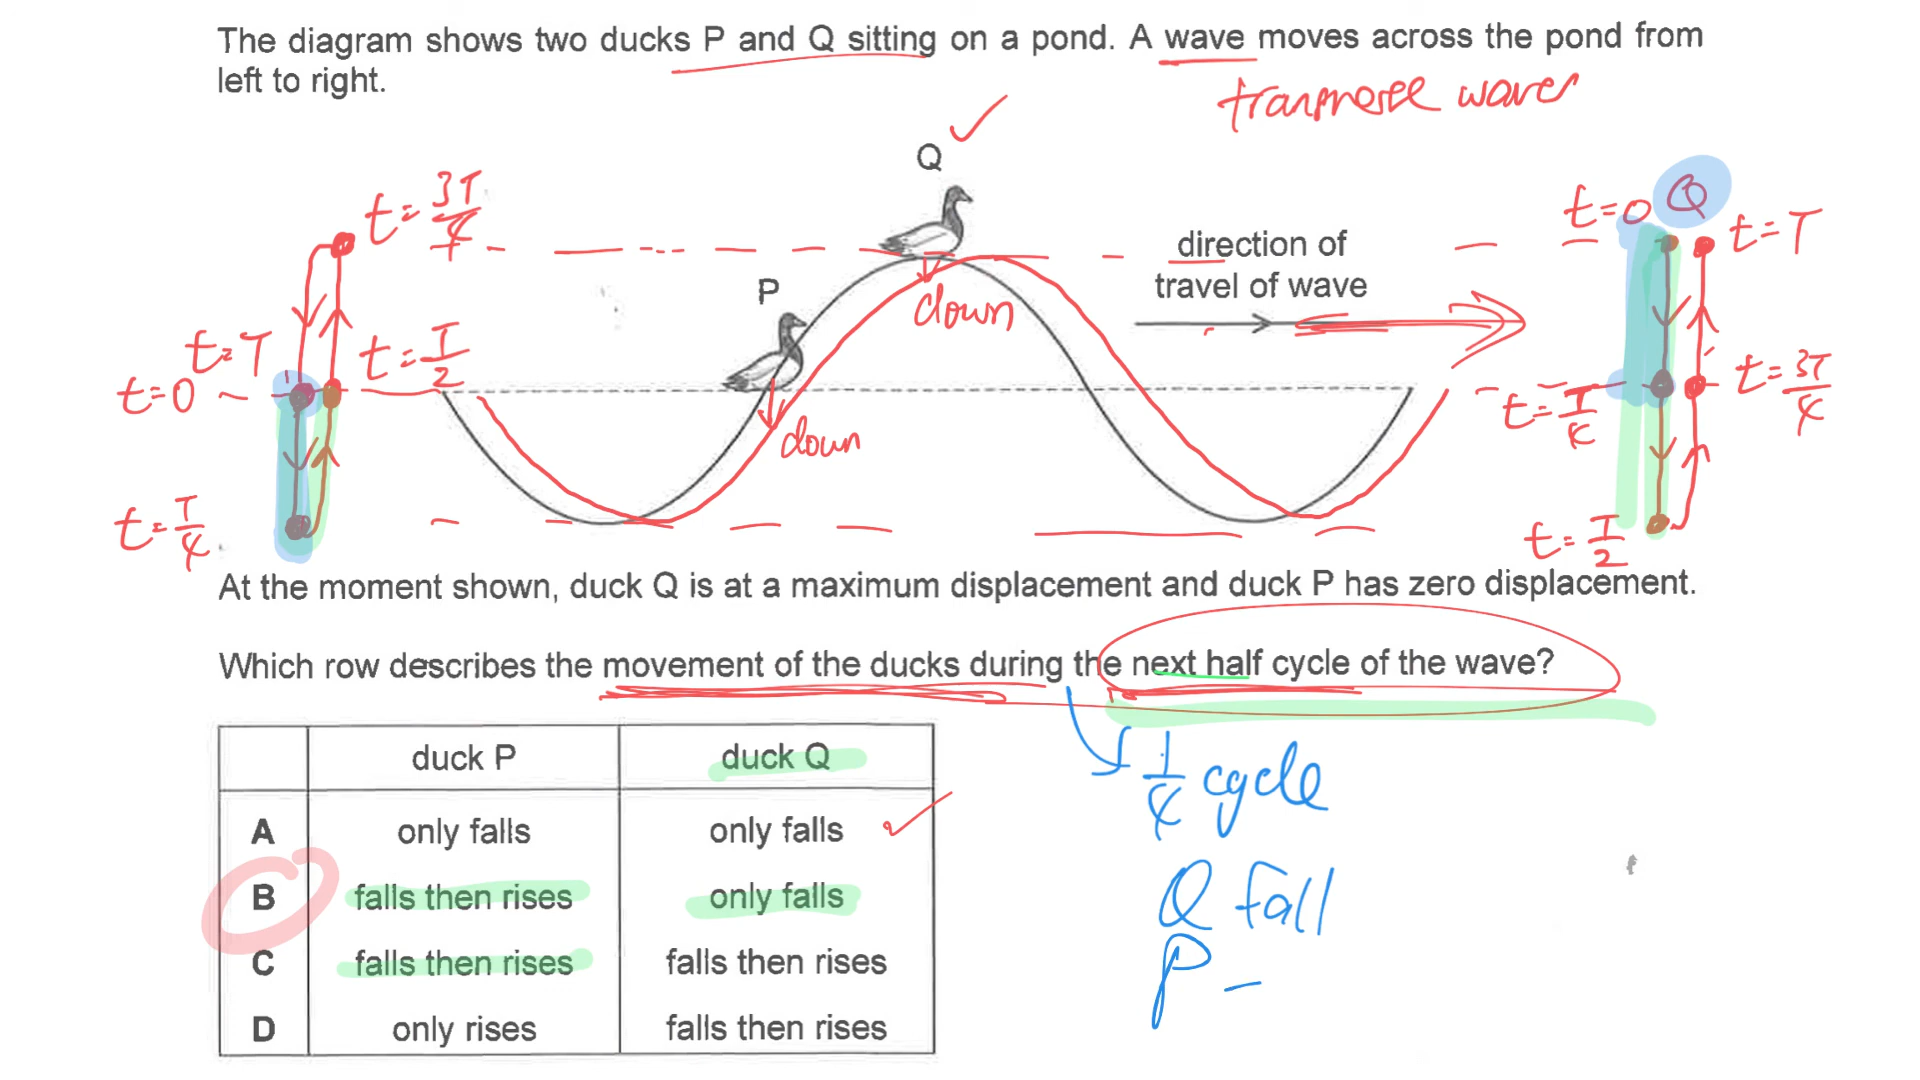 The diagram shows two ducks P and Q sitting on a pond. A wave moves across the pond from
left to right.
Q
t = 3T/4
t = 0 Q
t = T
direction of
travel of wave
P
down
t = T
t = T/2
t = 0
t = 3T/4
t = T/4
down
t = T/4
t = T/2
At the moment shown, duck Q is at a maximum displacement and duck P has zero displacement.
Which row describes the movement of the ducks during the next half cycle of the wave?
duck P duck Q
A only falls only falls
B falls then rises only falls
C falls then rises falls then rises
D only rises falls then rises
1/4 cycle
Q fall
P -